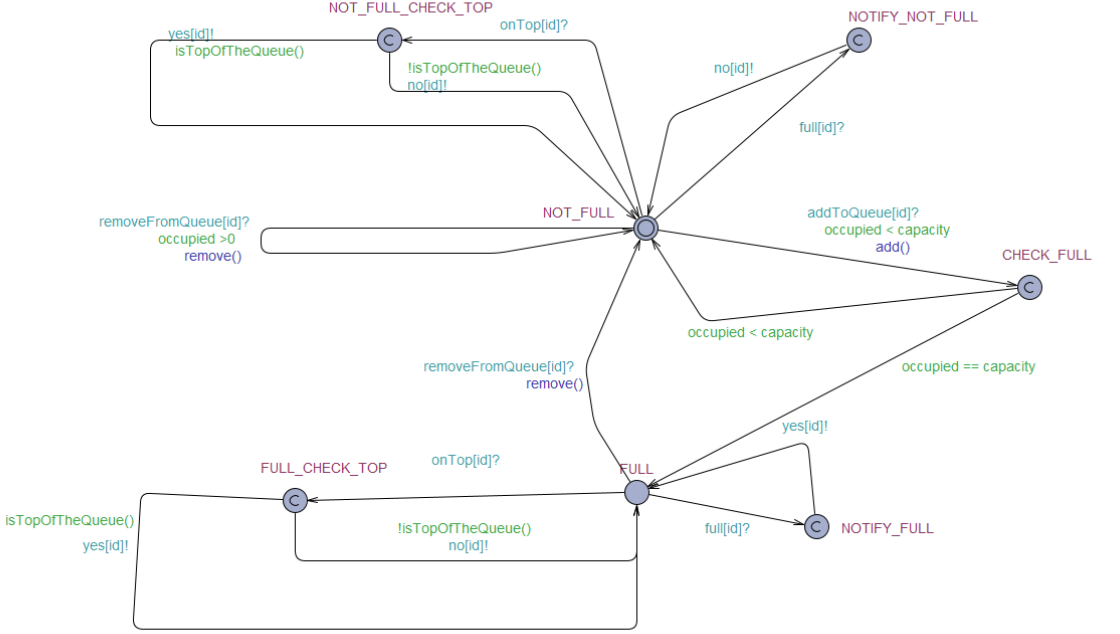 NOT_FULL_CHECK_TOP
onTop[id]?
NOTIFY_NOT_FULL
yes[id]!
isTopOfTheQueue()
!isTopOfTheQueue()
no[id]!
no[id]!
full[id]?
NOT_FULL
removeFromQueue[id]?
occupied >0
remove()
addToQueue[id]?
occupied < capacity
add()
CHECK_FULL
occupied < capacity
removeFromQueue[id]?
remove()
occupied == capacity
yes[id]!
onTop[id]?
FULL_CHECK_TOP
FULL
isTopOfTheQueue()
yes[id]!
!isTopOfTheQueue()
no[id]!
full[id]?
NOTIFY_FULL
C
C
C
C
C